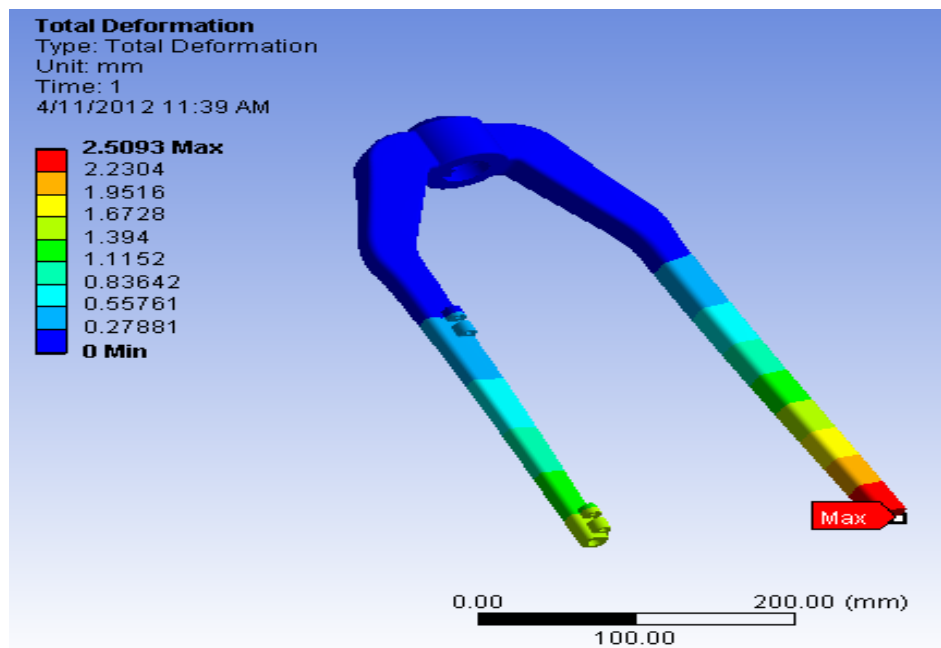 Total Deformation
Type: Total Deformation
Unit: mm
Time: 1
4/11/2012 11:39 AM
2.5093 Max
2.2304
1.9516
1.6728
1.394
1.1152
0.83642
0.55761
0.27881
0 Min
Max
0.00 200.00 (mm)
100.00